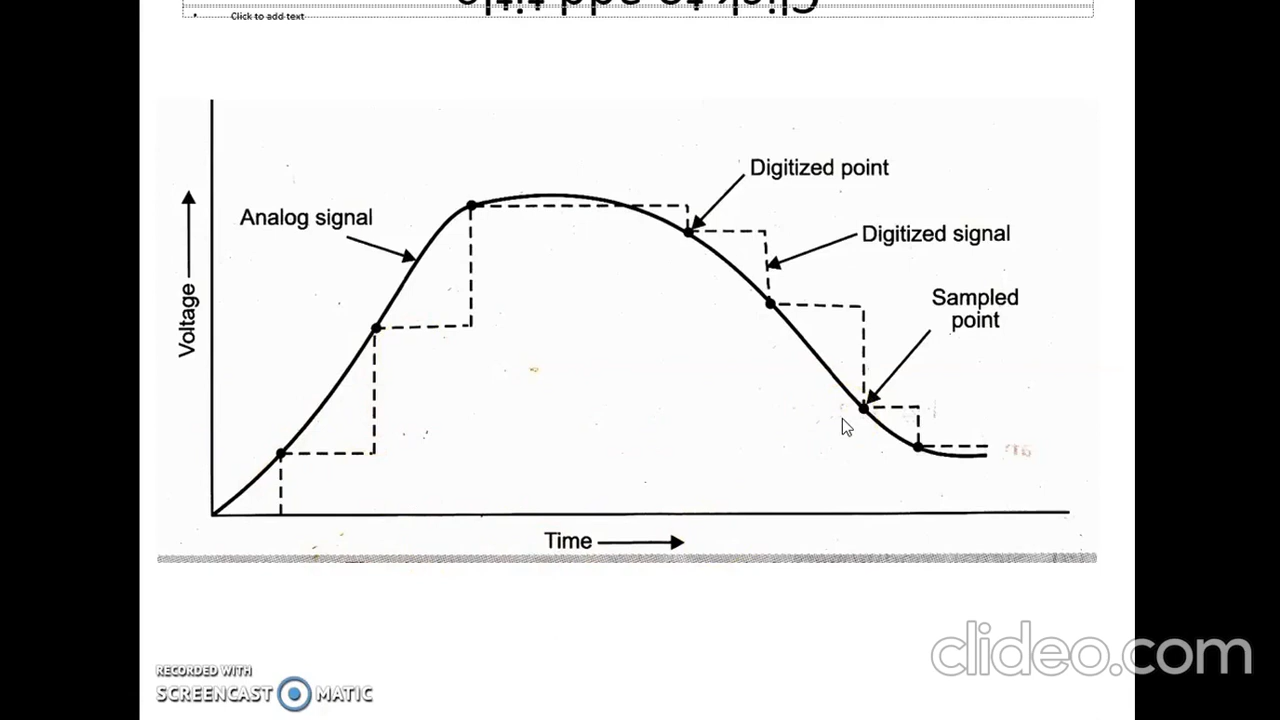 Click to add text
Digitized point
Analog signal
Digitized signal
Sampled
point
Voltage
Time
RECORDED WITH
SCREENCAST MATIC
clideo.com